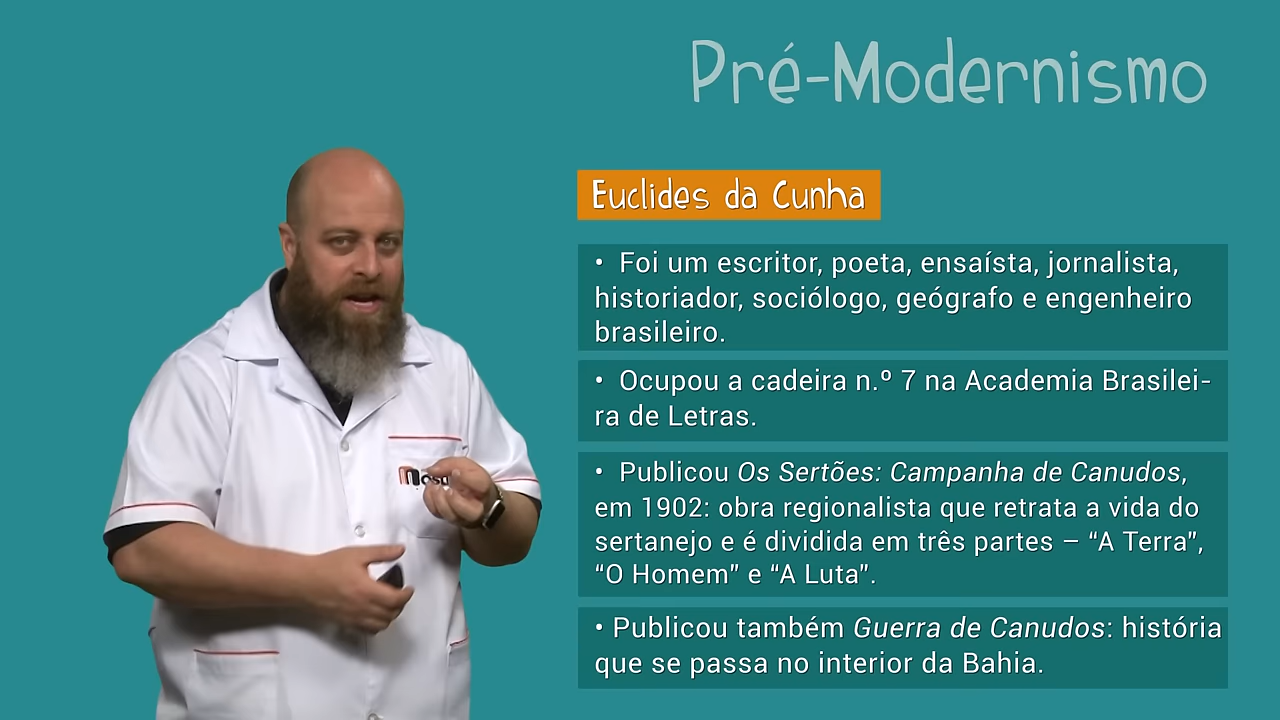 Pré-Modernismo
Euclides da Cunha
• Foi um escritor, poeta, ensaísta, jornalista,
historiador, sociólogo, geógrafo e engenheiro
brasileiro.
• Ocupou a cadeira n.º 7 na Academia Brasilei-
ra de Letras.
• Publicou Os Sertões: Campanha de Canudos,
em 1902: obra regionalista que retrata a vida do
sertanejo e é dividida em três partes – “A Terra”,
“O Homem” e “A Luta”.
• Publicou também Guerra de Canudos: história
que se passa no interior da Bahia.